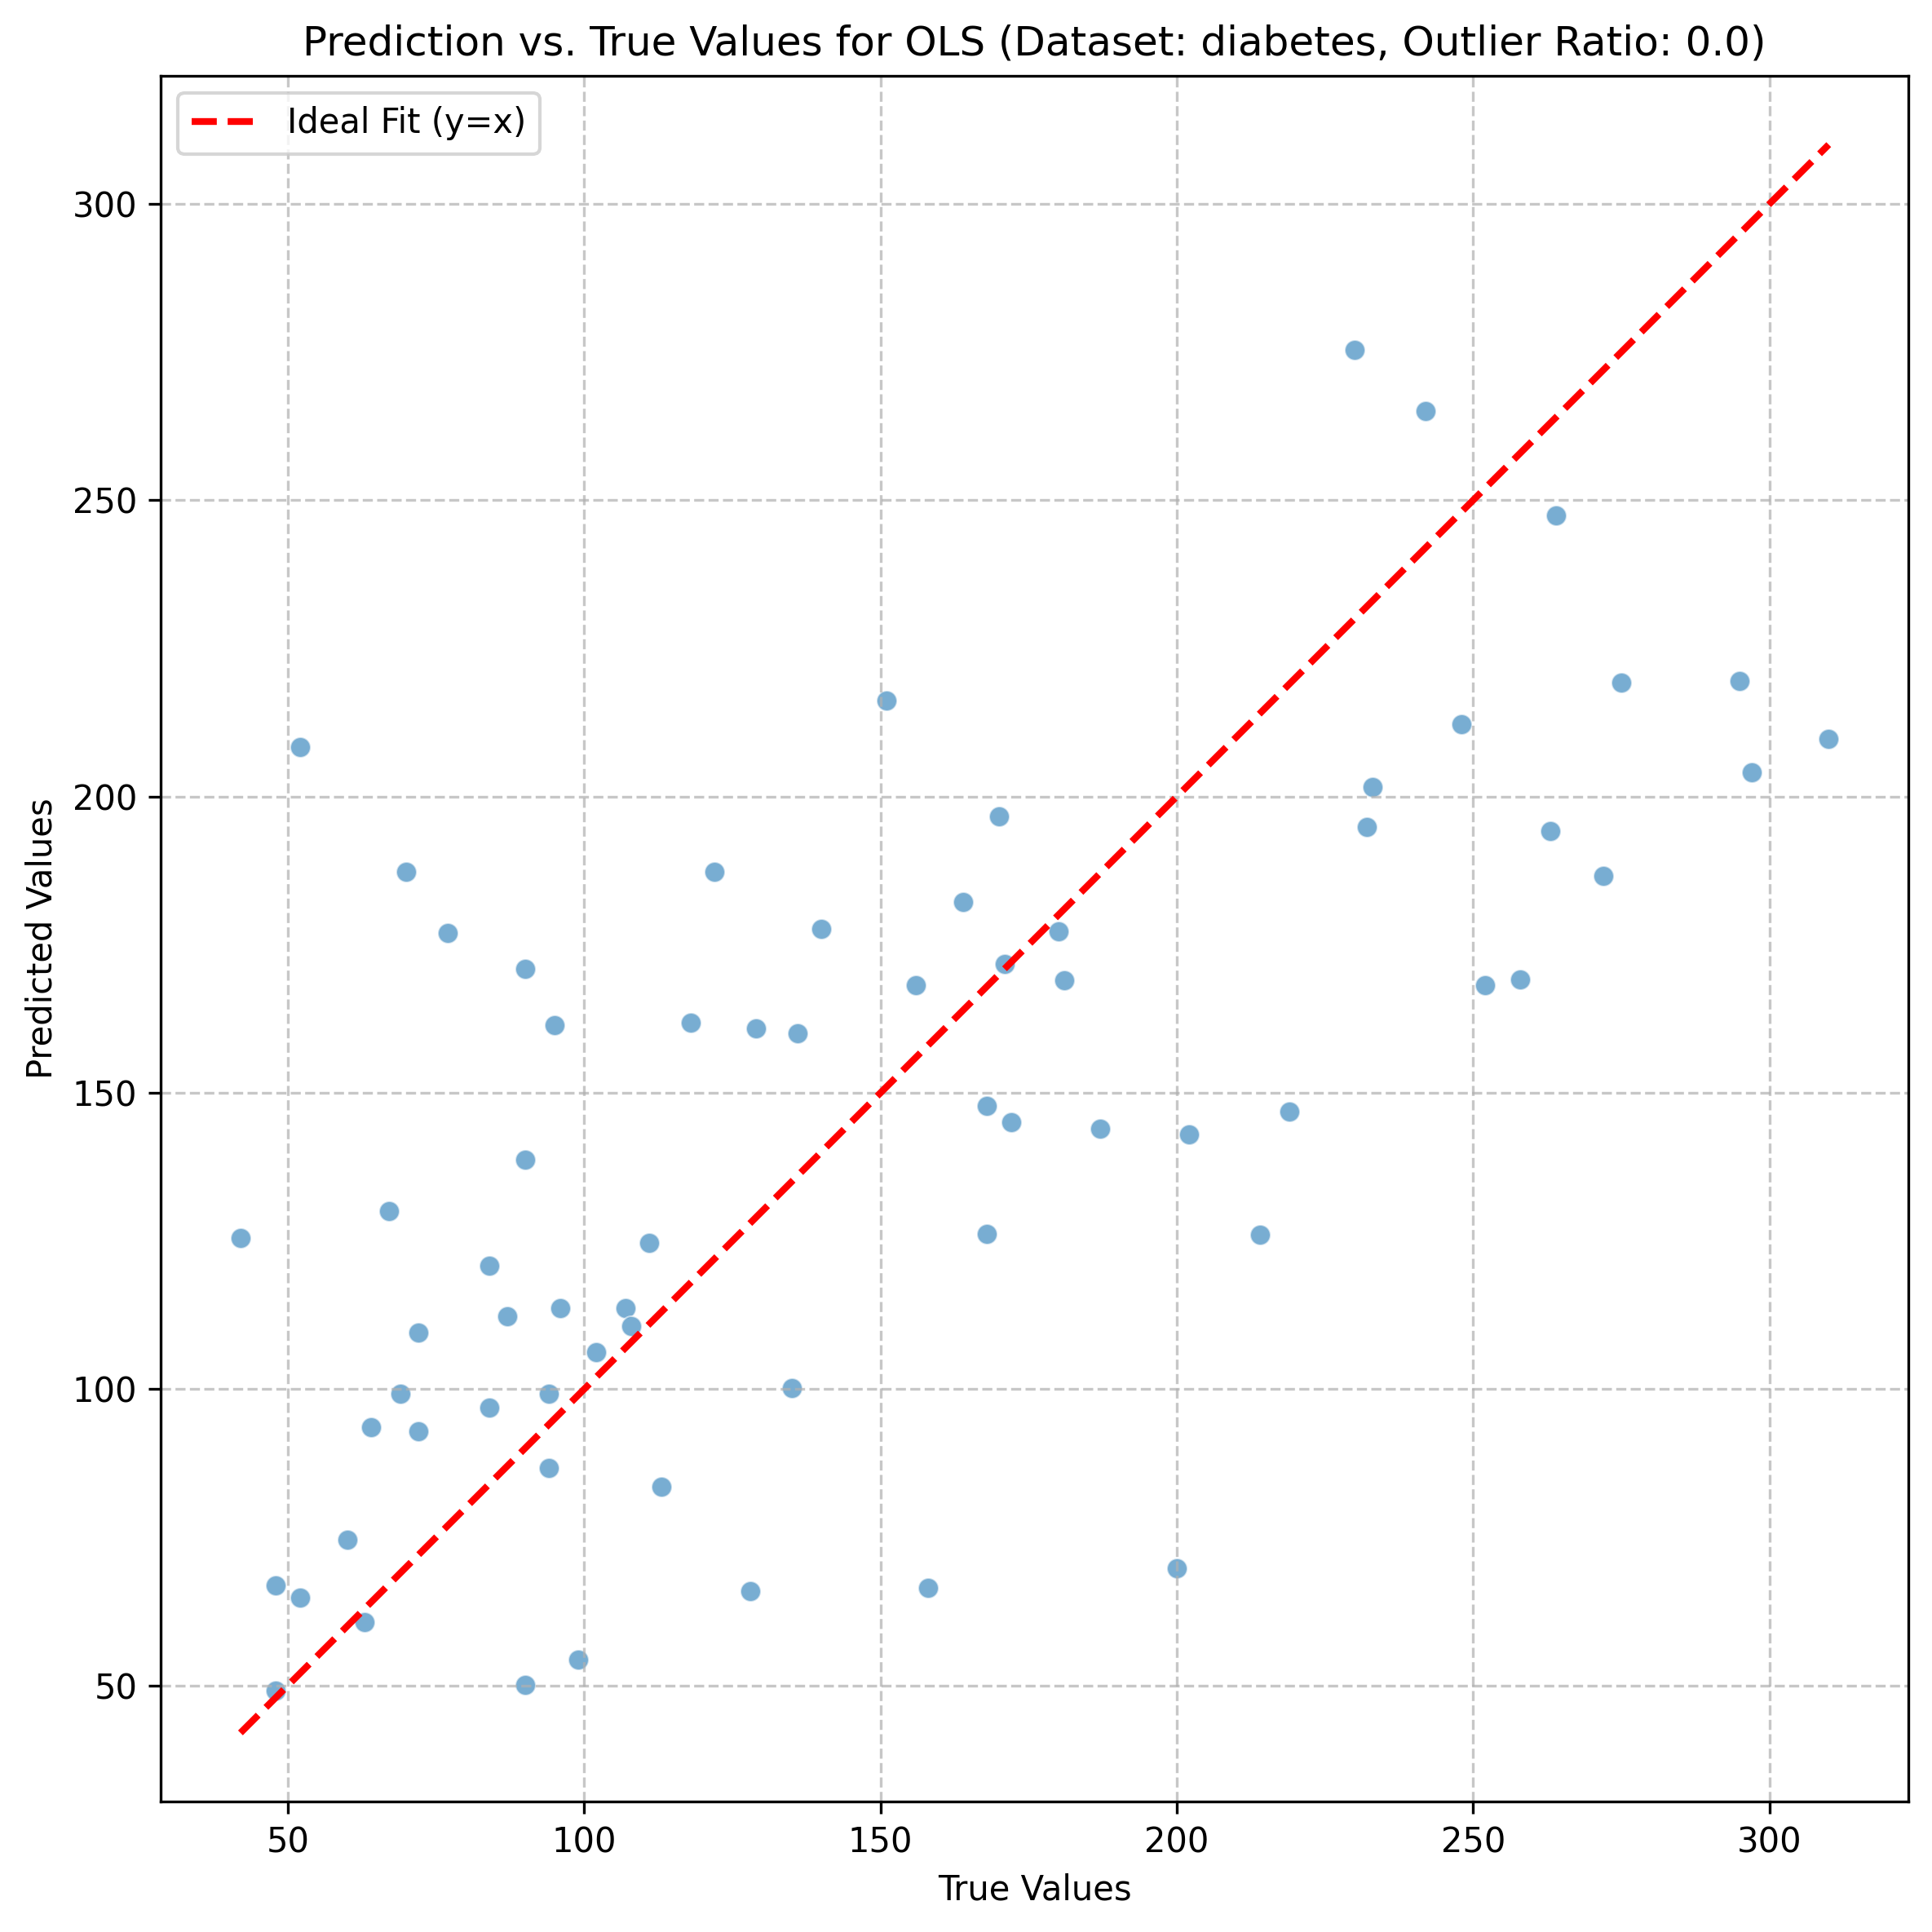 Prediction vs. True Values for OLS (Dataset: diabetes, Outlier Ratio: 0.0)
Ideal Fit (y=x)
300
250
200
150
100
50
Predicted Values
50 100 150 200 250 300
True Values